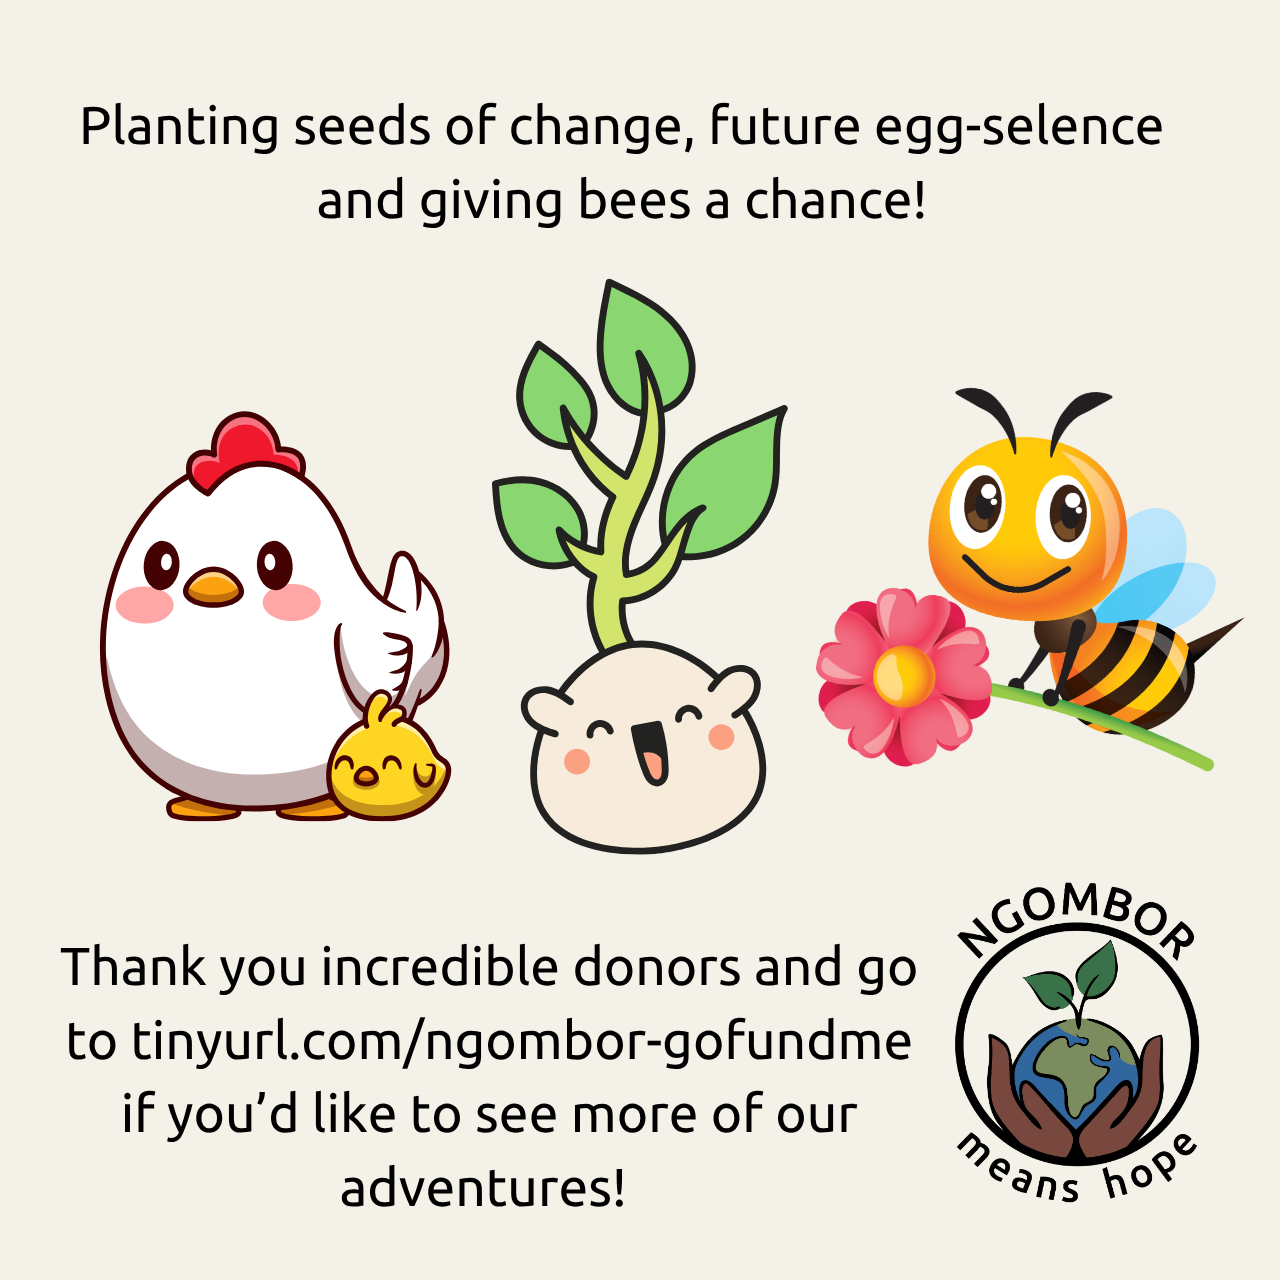 Planting seeds of change, future egg-selence
and giving bees a chance!
Thank you incredible donors and go
to tinyurl.com/ngombor-gofundme
if you’d like to see more of our
adventures!
NGOMBOR
means hope